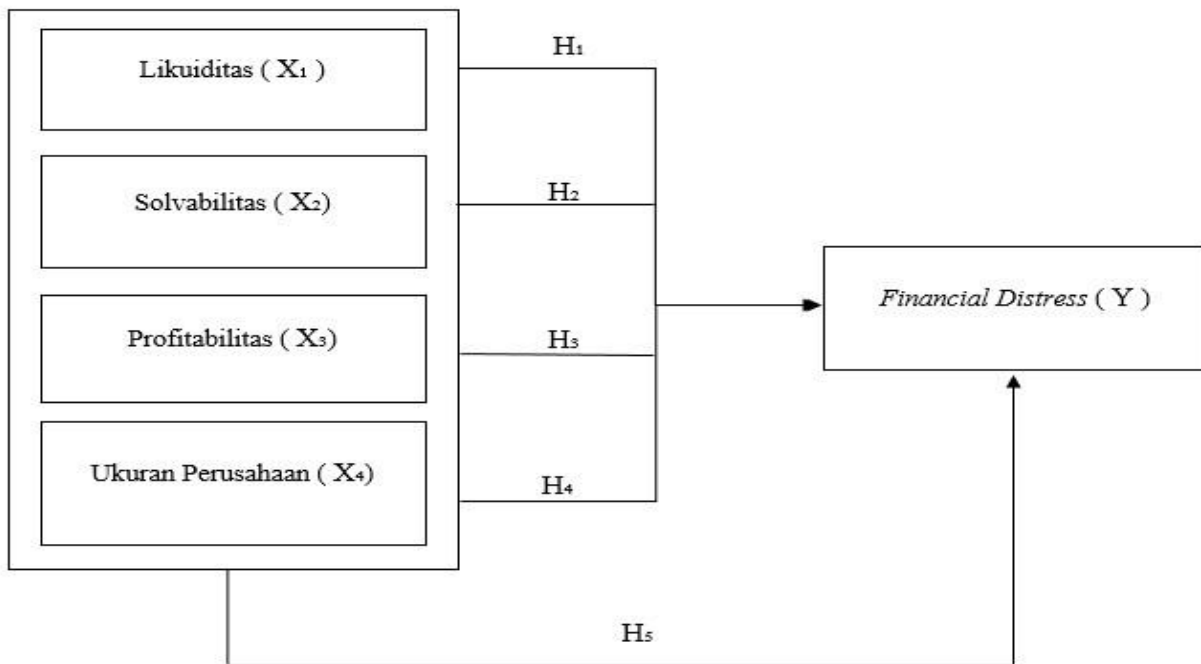 Likuiditas ( X₁ )
H₁
Solvabilitas ( X₂)
H₂
Profitabilitas ( X₃)
H₃
Ukuran Perusahaan ( X₄)
H₄
Financial Distress ( Y )
H₅